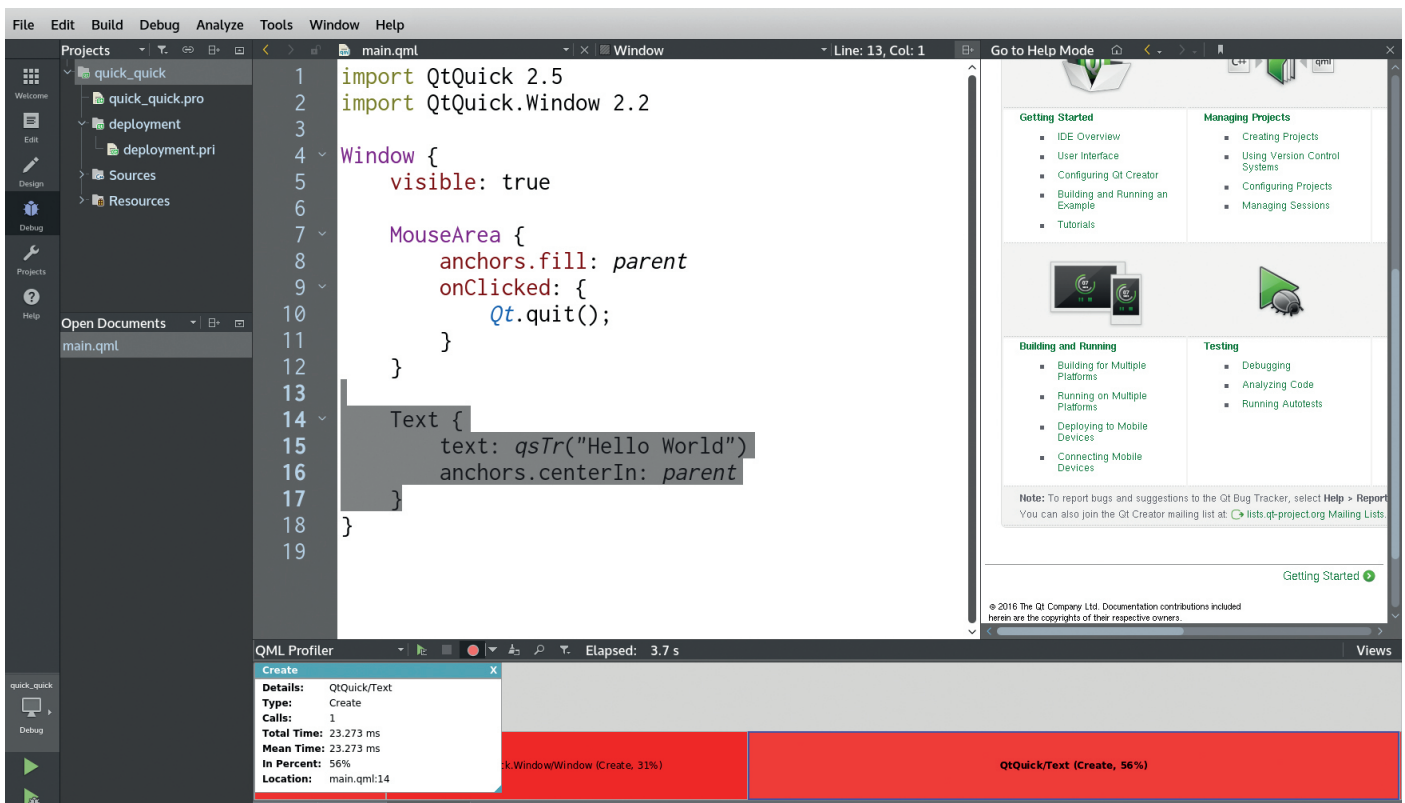 File Edit Build Debug Analyze Tools Window Help
Projects
main.qml
Window
Line: 13, Col: 1
Go to Help Mode
Welcome
Edit
Design
Debug
Projects
Help
quick_quick
quick_quick.pro
deployment
deployment.pri
Sources
Resources
Open Documents
main.qml
1 import QtQuick 2.5
2 import QtQuick.Window 2.2
3
4 Window {
5 visible: true
6
7 MouseArea {
8 anchors.fill: parent
9 onClicked: {
10 Qt.quit();
11 }
12 }
13
14 Text {
15 text: qsTr("Hello World")
16 anchors.centerIn: parent
17 }
18 }
19
C++
qml
Getting Started
IDE Overview
User Interface
Configuring Qt Creator
Building and Running an
Example
Tutorials
Managing Projects
Creating Projects
Using Version Control
Systems
Configuring Projects
Managing Sessions
Building and Running
Building for Multiple
Platforms
Running on Multiple
Platforms
Deploying to Mobile
Devices
Connecting Mobile
Devices
Testing
Debugging
Analyzing Code
Running Autotests
Note: To report bugs and suggestions to the Qt Bug Tracker, select Help > Report
You can also join the Qt Creator mailing list at: lists.qt-project.org Mailing Lists.
Getting Started
© 2016 The Qt Company Ltd. Documentation contributions included
herein are the copyrights of their respective owners.
QML Profiler
Elapsed: 3.7 s
Views
quick_quick
Debug
Create X
Details: QtQuick/Text
Type: Create
Calls: 1
Total Time: 23.273 ms
Mean Time: 23.273 ms
In Percent: 56%
Location: main.qml:14
k.Window/Window (Create, 31%)
QtQuick/Text (Create, 56%)